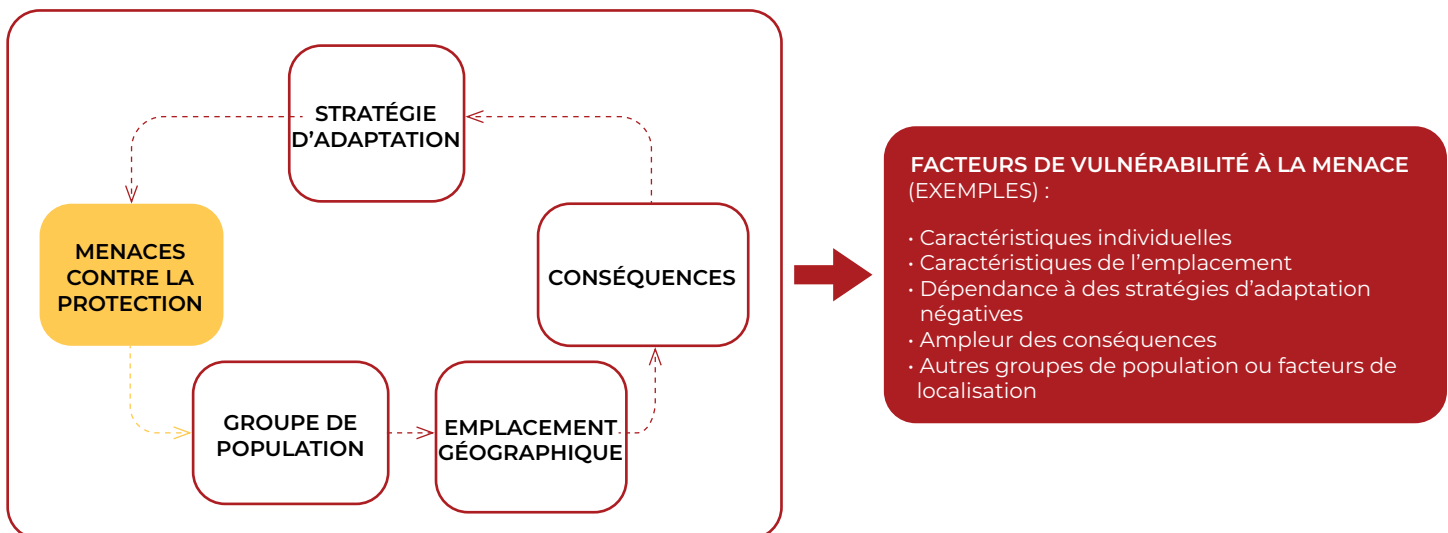 STRATÉGIE
D’ADAPTATION
MENACES
CONTRE LA
PROTECTION
CONSÉQUENCES
GROUPE DE
POPULATION
EMPLACEMENT
GÉOGRAPHIQUE
FACTEURS DE VULNÉRABILITÉ À LA MENACE
(EXEMPLES) :
• Caractéristiques individuelles
• Caractéristiques de l’emplacement
• Dépendance à des stratégies d’adaptation
négatives
• Ampleur des conséquences
• Autres groupes de population ou facteurs de
localisation